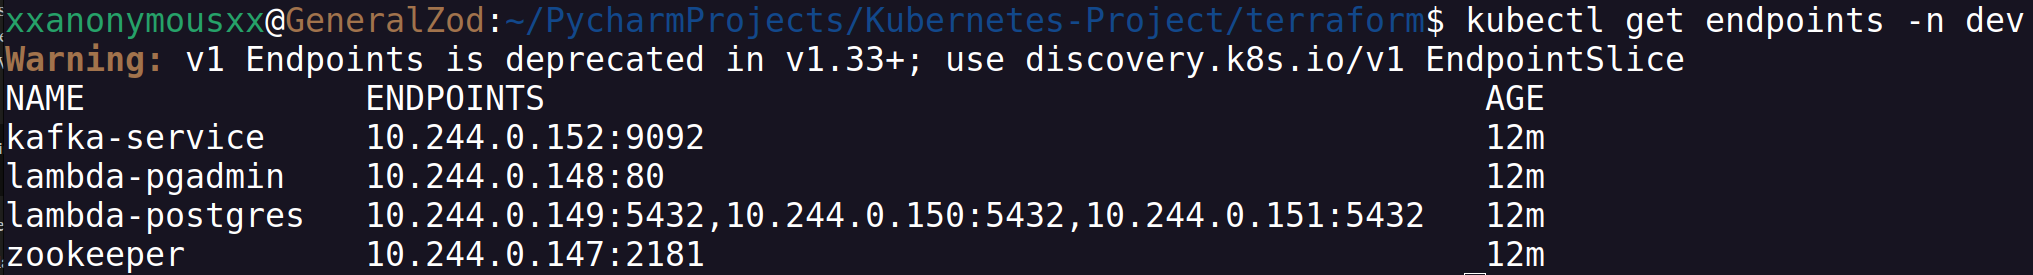 xxanonymousxx@GeneralZod:~/PycharmProjects/Kubernetes-Project/terraform$ kubectl get endpoints -n dev
Warning: v1 Endpoints is deprecated in v1.33+; use discovery.k8s.io/v1 EndpointSlice
NAME ENDPOINTS AGE
kafka-service 10.244.0.152:9092 12m
lambda-pgadmin 10.244.0.148:80 12m
lambda-postgres 10.244.0.149:5432,10.244.0.150:5432,10.244.0.151:5432 12m
zookeeper 10.244.0.147:2181 12m